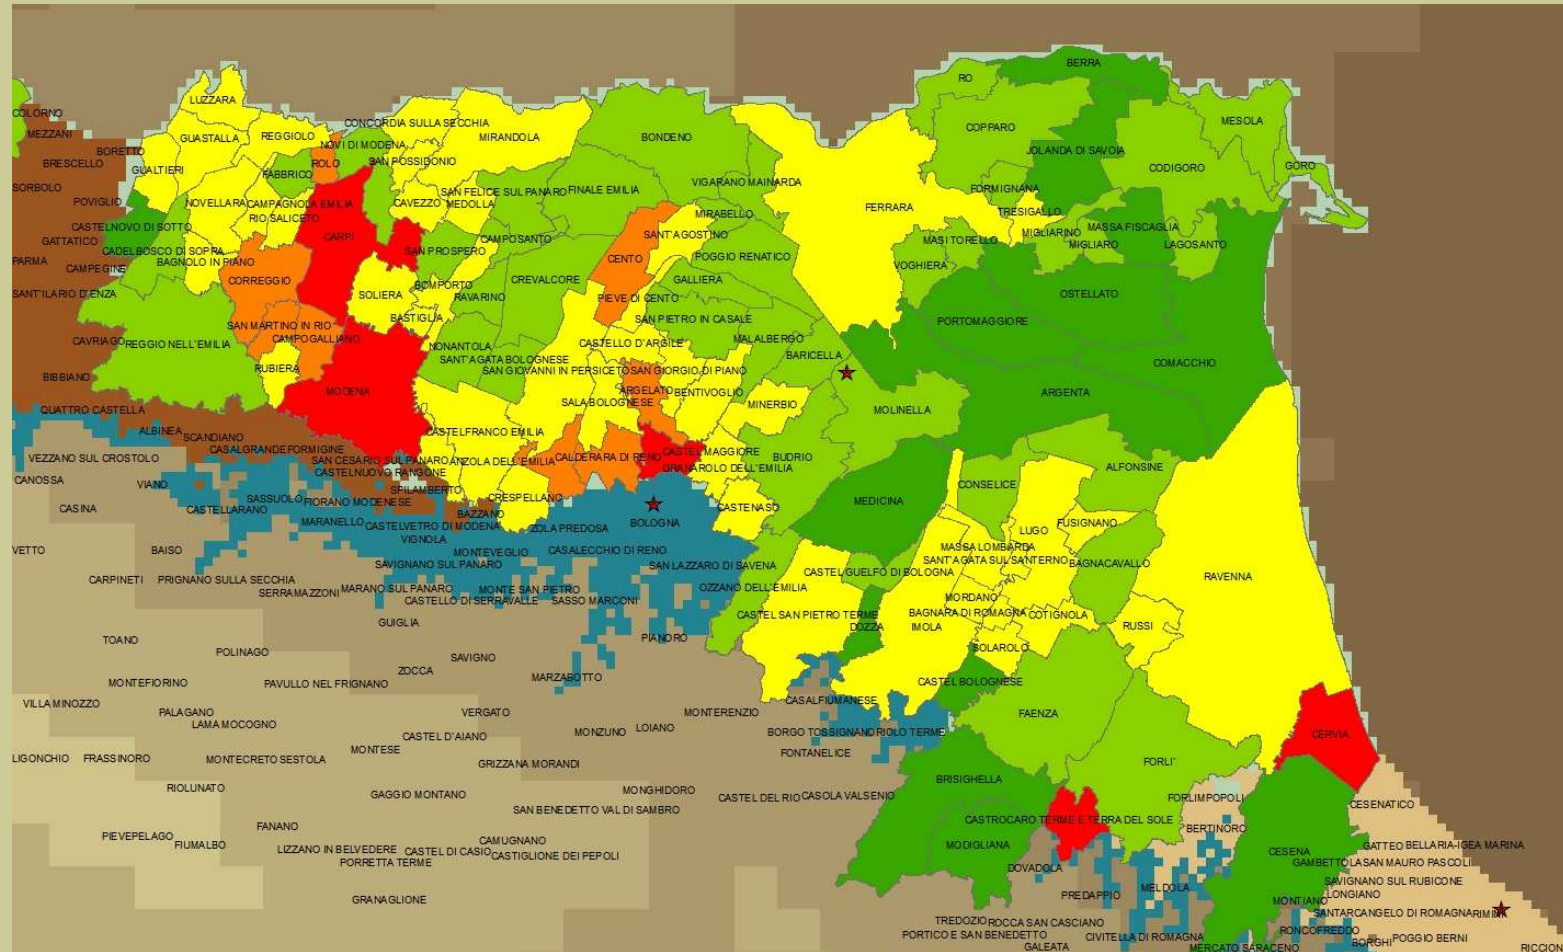 BERRA
RO
LUZZARA
COLORNO
MESOLA
CONCORDIA SULLA SECCHIA
COPPARO
MEZZANI
GUASTALLA
REGGIOLO
MIRANDOLA
BONDENO
NOVI DI MODENA
BORETTO
JOLANDA DI SAVOIA
BRESCELLO
ROLO
SAN POSSIDONIO
GUALTIERI
CODIGORO
GORO
FABBRICO
VIGARANO MAINARDA
SORBOLO
SAN FELICE SUL PANARO
FINALE EMILIA
FORMIGNANA
POVIGLIO
NOVELLARA
CAMPAGNOLA EMILIA
CAVEZZO
MEDOLLA
FERRARA
TRESIGALLO
MIRABELLO
RIO SALICETO
CASTELNOVO DI SOTTO
MASSA FISCAGLIA
SANT'AGOSTINO
MIGLIARINO
CARPI
CAMPOSANTO
GATTATICO
MASI TORELLO
MIGLIARO
LAGOSANTO
CADELBOSCO DI SOPRA
SAN PROSPERO
POGGIO RENATICO
PARMA
BAGNOLO IN PIANO
CENTO
CAMPEGINE
VOGHIERA
CORREGGIO
CREVALCORE
GALLIERA
BOMPORTO
SANT'ILARIO D'ENZA
SOLIERA
RAVARINO
PIEVE DI CENTO
OSTELLATO
BASTIGLIA
SAN PIETRO IN CASALE
PORTOMAGGIORE
SAN MARTINO IN RIO
CAMPOGALLIANO
MALALBERGO
CAVRIAGO
REGGIO NELL'EMILIA
NONANTOLA
CASTELLO D'ARGILE
BARICELLA
SANT'AGATA BOLOGNESE
COMACCHIO
RUBIERA
SAN GIOVANNI IN PERSICETO
SAN GIORGIO DI PIANO
BIBBIANO
MODENA
ARGELATO
BENTIVOGLIO
ARGENTA
SALA BOLOGNESE
MINERBIO
QUATTRO CASTELLA
MOLINELLA
ALBINEA
SCANDIANO
CASTELFRANCO EMILIA
CASALGRANDE
FORMIGINE
CASTEL MAGGIORE
VEZZANO SUL CROSTOLO
SAN CESARIO SUL PANARO
ANZOLA DELL'EMILIA
CALDERARA DI RENO
BUDRIO
GRANAROLO DELL'EMILIA
ALFONSINE
CASTELNUOVO RANGONE
CANOSSA
VIANO
SPILAMBERTO
CONSELICE
CRESPELLANO
SASSUOLO
FIORANO MODENESE
MEDICINA
CASINA
CASTELLARANO
CASTENASO
BAZZANO
MARANELLO
CASTELVETRO DI MODENA
ZOLA PREDOSA
BOLOGNA
FUSIGNANO
LUGO
VIGNOLA
VETTO
BAISO
MONTEVEGLIO
CASALECCHIO DI RENO
MASSA LOMBARDA
SANT'AGATA SUL SANTERNO
BAGNACAVALLO
SAVIGNANO SUL PANARO
SAN LAZZARO DI SAVENA
CASTEL GUELFO DI BOLOGNA
RAVENNA
CARPINETI
PRIGNANO SULLA SECCHIA
MARANO SUL PANARO
MONTE SAN PIETRO
OZZANO DELL'EMILIA
SERRAMAZZONI
CASTELLO DI SERRAVALLE
SASSO MARCONI
MORDANO
BAGNARA DI ROMAGNA
COTIGNOLA
GUIGLIA
CASTEL SAN PIETRO TERME
DOZZA
IMOLA
RUSSI
TOANO
PIANORO
POLINAGO
SAVIGNO
SOLAROLO
ZOCCA
MARZABOTTO
MONTEFIORINO
PAVULLO NEL FRIGNANO
CASTEL BOLOGNESE
VILLA MINOZZO
CASALFIUMANESE
PALAGANO
VERGATO
MONTERENZIO
FAENZA
LAMA MOCOGNO
LOIANO
CASTEL D'AIANO
MONZUNO
BORGO TOSSIGNANO
RIOLO TERME
CERVIA
MONTESE
FONTANELICE
LIGONCHIO
FRASSINORO
MONTECRETO
SESTOLA
GRIZZANA MORANDI
FORLI'
BRISIGHELLA
RIOLUNATO
GAGGIO MONTANO
MONGHIDORO
CASTEL DEL RIO
CASOLA VALSENIO
FORLIMPOPOLI
SAN BENEDETTO VAL DI SAMBRO
CESENATICO
CASTROCARO TERME E TERRA DEL SOLE
FANANO
BERTINORO
PIEVEPELAGO
FIUMALBO
CAMUGNANO
MODIGLIANA
GATTEO
BELLARIA-IGEA MARINA
LIZZANO IN BELVEDERE
CASTEL DI CASIO
CASTIGLIONE DEI PEPOLI
CESENA
PORRETTA TERME
GAMBETTOLA
SAN MAURO PASCOLI
DOVADOLA
SAVIGNANO SUL RUBICONE
MELDOLA
PREDAPPIO
LONGIANO
GRANAGLIONE
MONTIANO
SANTARCANGELO DI ROMAGNA
RIMINI
TREDOZIO
ROCCA SAN CASCIANO
RONCOFREDDO
PORTICO E SAN BENEDETTO
CIVITELLA DI ROMAGNA
POGGIO BERNI
BORGHI
GALEATA
MERCATO SARACENO
RICCION